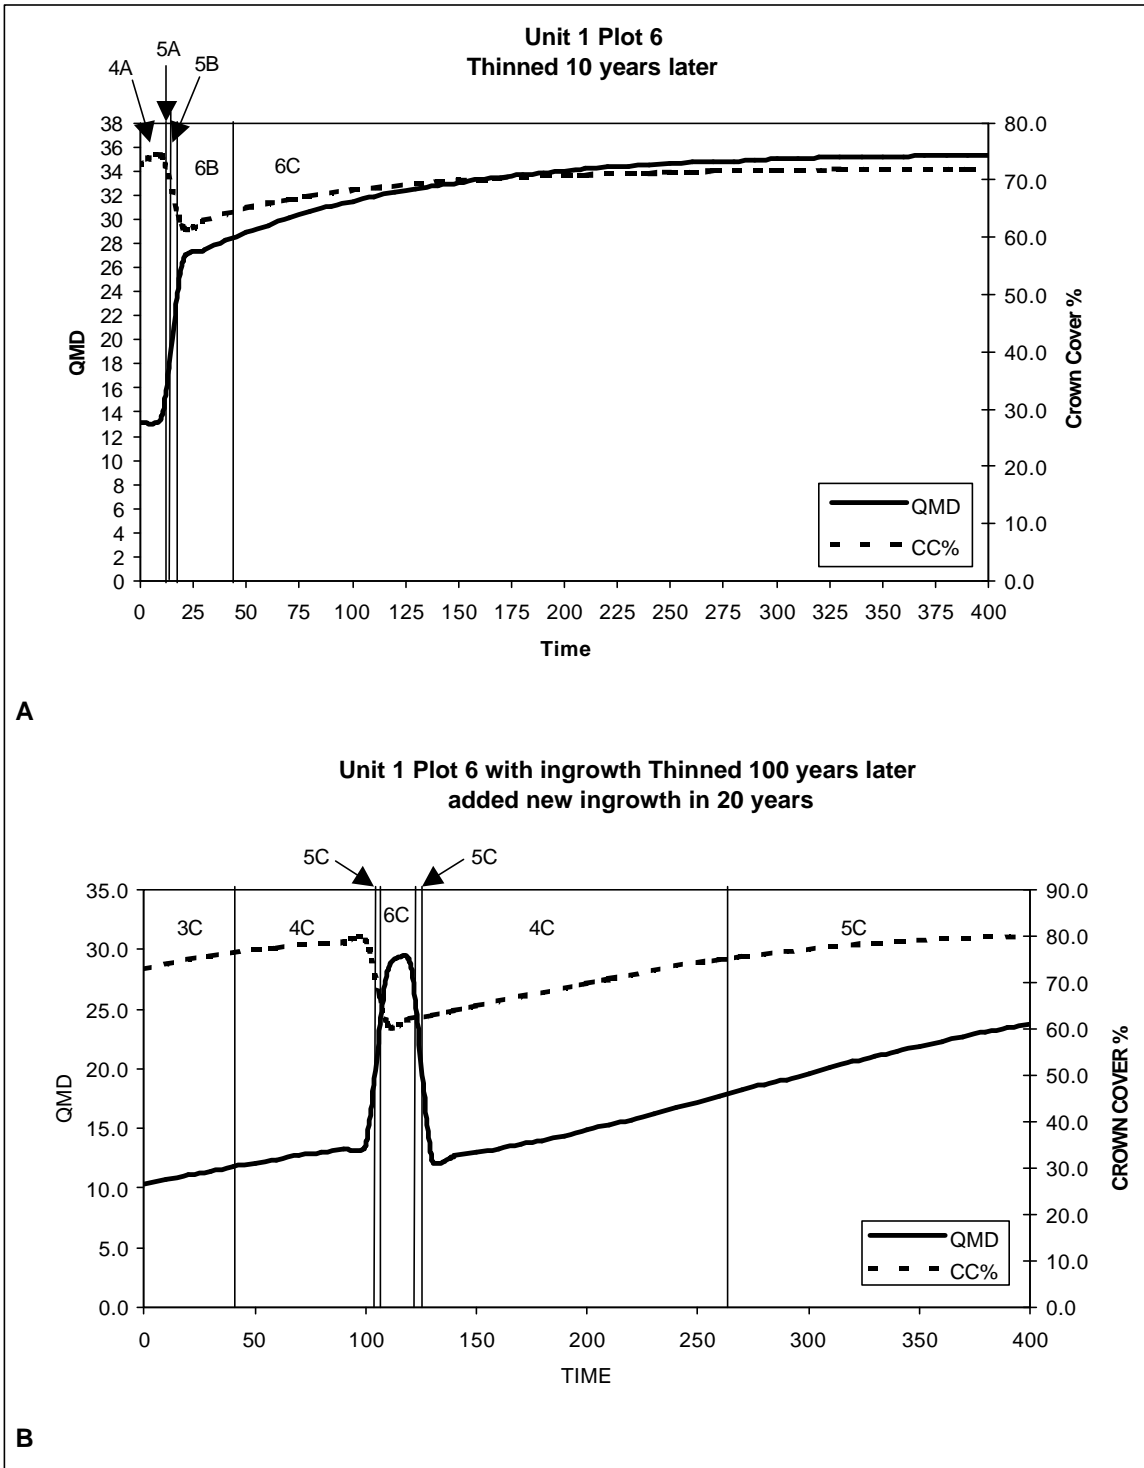 Unit 1 Plot 6
Thinned 10 years later
5A
4A
5B
38
36
34
32
30
28
26
24
22
20
18
16
14
12
10
8
6
4
2
0
QMD
6B
6C
80.0
70.0
60.0
50.0
40.0
30.0
20.0
10.0
0.0
Crown Cover %
QMD
CC%
0 25 50 75 100 125 150 175 200 225 250 275 300 325 350 375 400
Time
A
Unit 1 Plot 6 with ingrowth Thinned 100 years later
added new ingrowth in 20 years
5C
5C
35.0
30.0
25.0
20.0
15.0
10.0
5.0
0.0
QMD
3C
4C
6C
4C
5C
90.0
80.0
70.0
60.0
50.0
40.0
30.0
20.0
10.0
0.0
CROWN COVER %
QMD
CC%
0 50 100 150 200 250 300 350 400
TIME
B